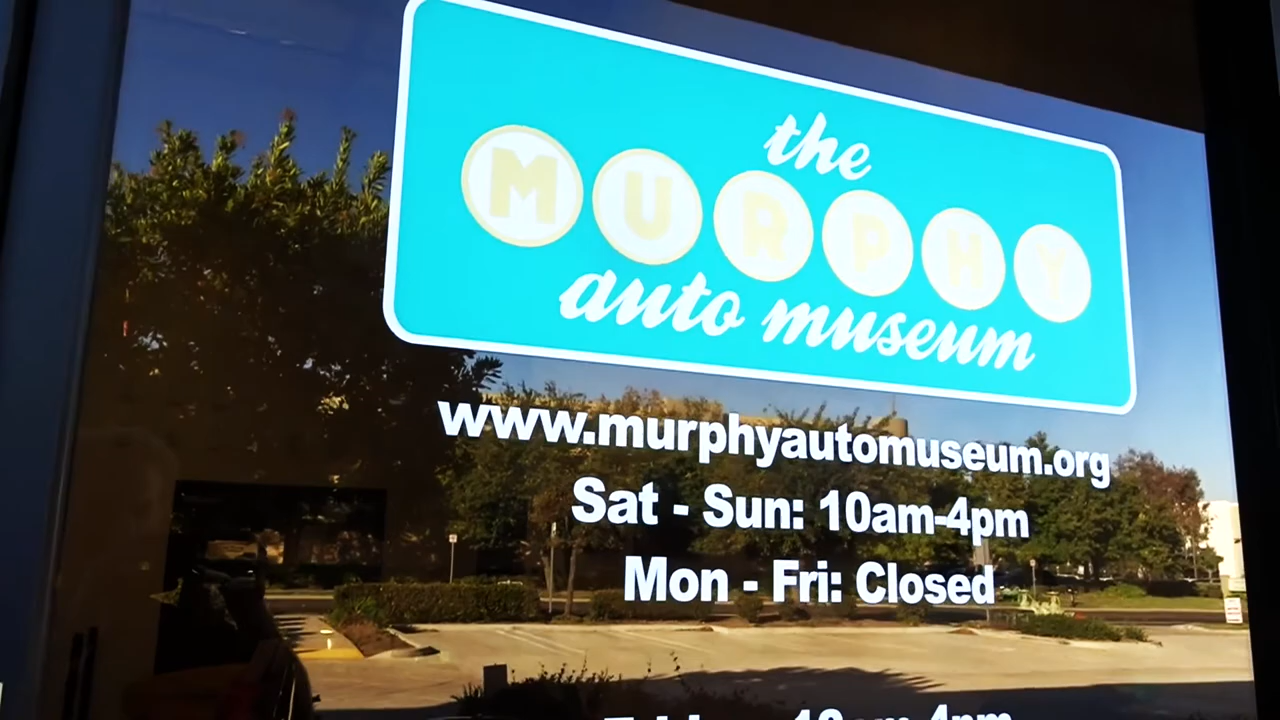 the
MURPHY
auto museum
www.murphyautomuseum.org
Sat - Sun: 10am-4pm
Mon - Fri: Closed